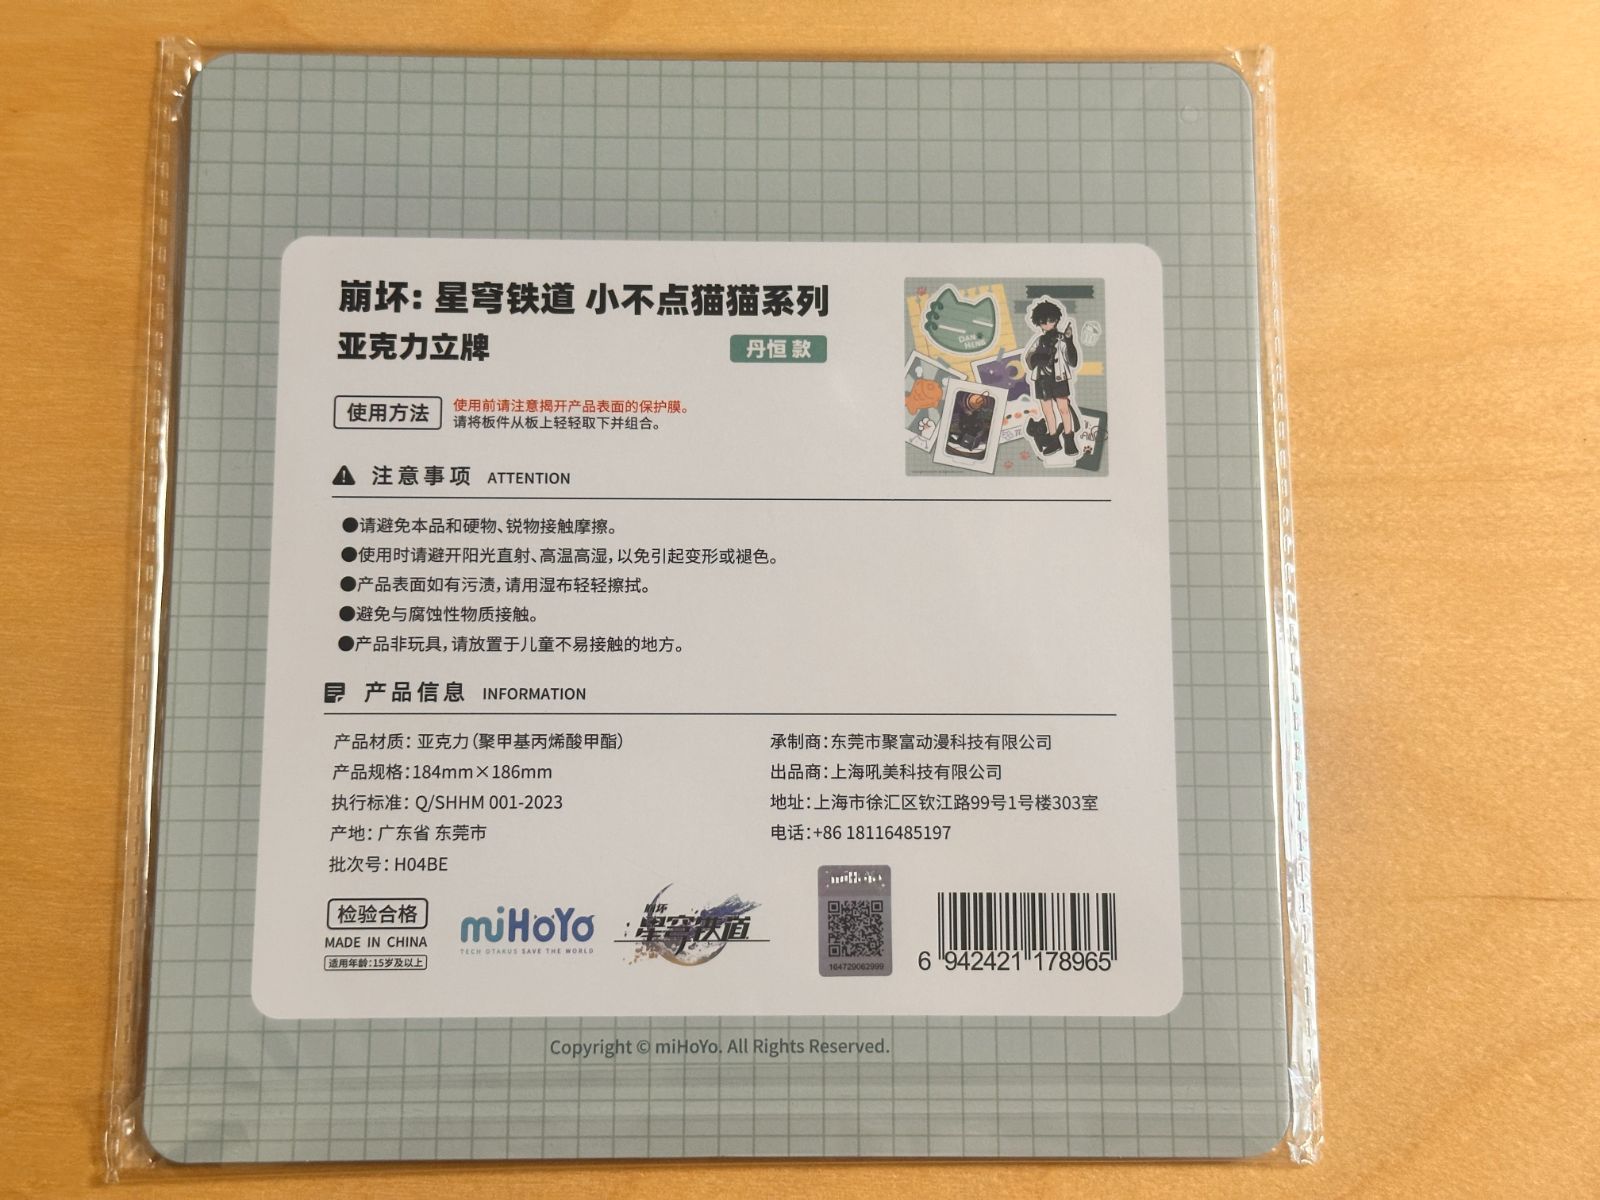 崩坏：星穹铁道 小不点猫猫系列
亚克力立牌
丹恒 款
DAN HENG
使用方法
使用前请注意揭开产品表面的保护膜。
请将板件从板上轻轻取下并组合。
注意事项 ATTENTION
●请避免本品和硬物、锐物接触摩擦。
●使用时请避开阳光直射、高温高湿，以免引起变形或褪色。
●产品表面如有污渍，请用湿布轻轻擦拭。
●避免与腐蚀性物质接触。
●产品非玩具，请放置于儿童不易接触的地方。
产品信息 INFORMATION
产品材质：亚克力（聚甲基丙烯酸甲酯）
产品规格：184mm×186mm
执行标准：Q/SHHM 001-2023
产地：广东省 东莞市
批次号：H04BE
承制商：东莞市聚富动漫科技有限公司
出品商：上海吼美科技有限公司
地址：上海市徐汇区钦江路99号1号楼303室
电话：+86 18116485197
检验合格
MADE IN CHINA
适用年龄：15岁及以上
miHoYo
TECH OTAKUS SAVE THE WORLD
崩坏
星穹铁道
miHoYo
164729062999
6 942421 178965
Copyright © miHoYo. All Rights Reserved.